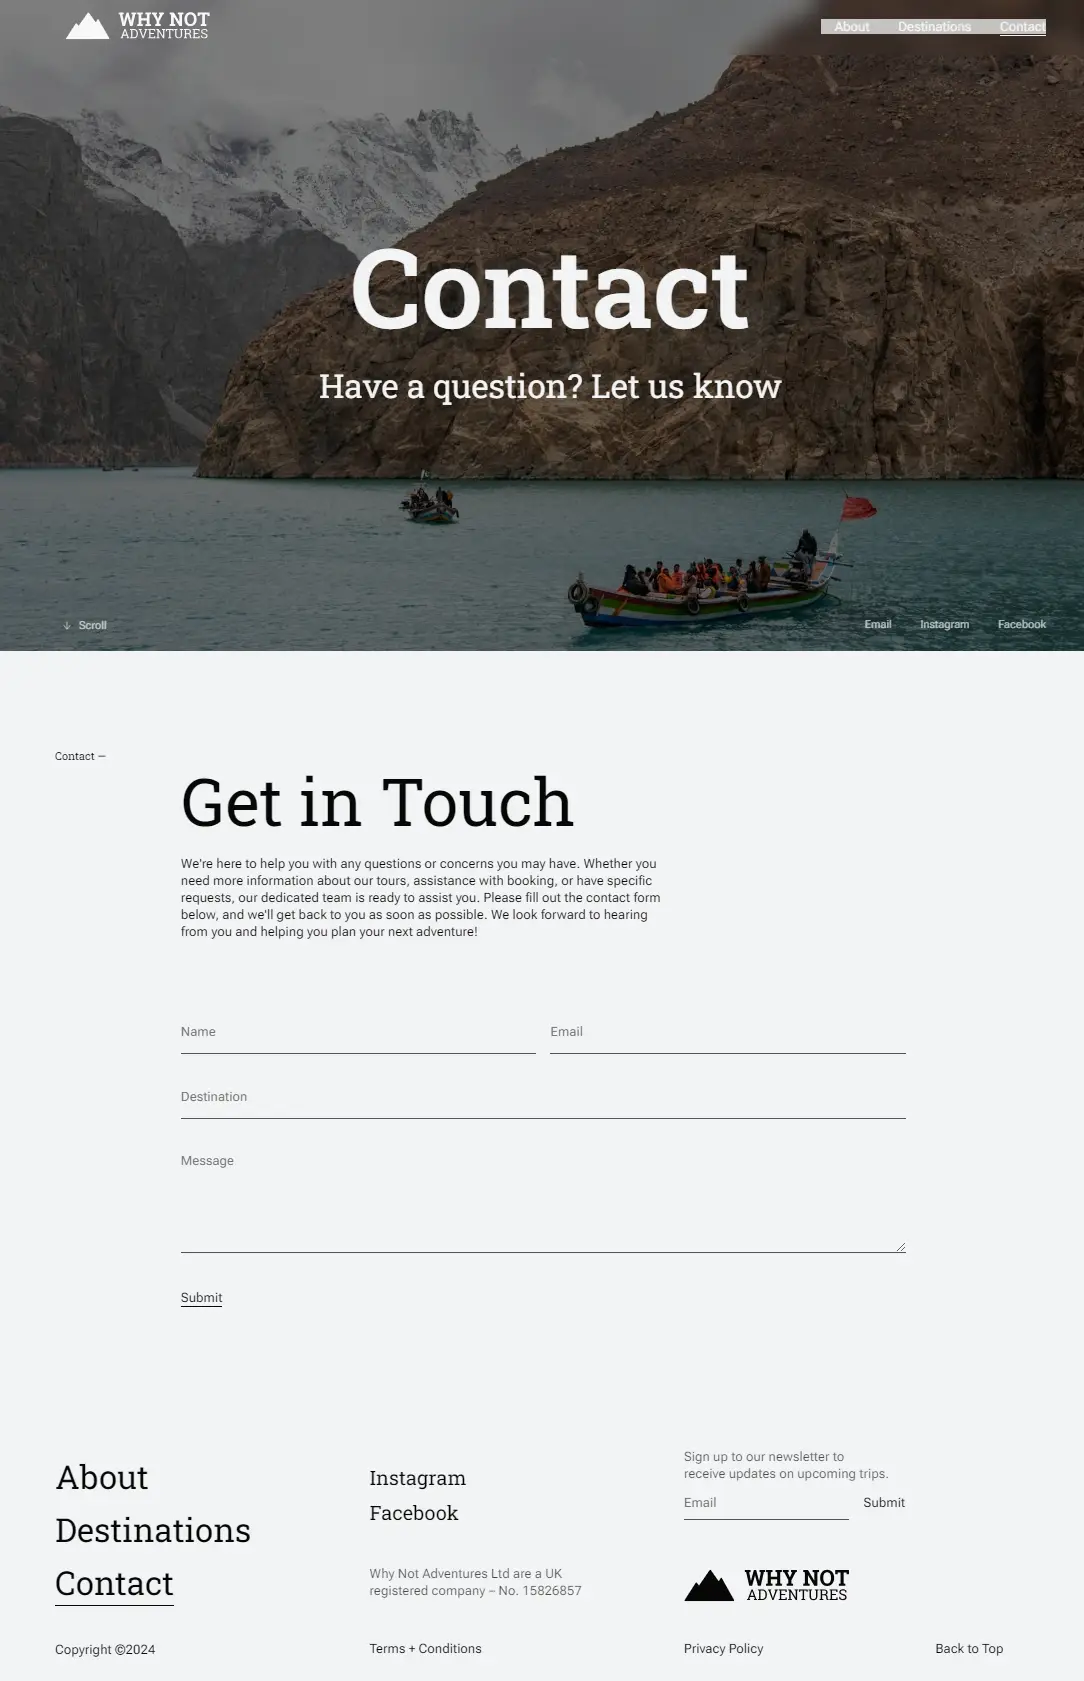 WHY NOT
ADVENTURES
About Destinations Contact
Contact
Have a question? Let us know
Scroll
Email Instagram Facebook
Contact —
Get in Touch
We're here to help you with any questions or concerns you may have. Whether you
need more information about our tours, assistance with booking, or have specific
requests, our dedicated team is ready to assist you. Please fill out the contact form
below, and we'll get back to you as soon as possible. We look forward to hearing
from you and helping you plan your next adventure!
Name
Email
Destination
Message
Submit
About
Destinations
Contact
Instagram
Facebook
Why Not Adventures Ltd are a UK
registered company – No. 15826857
Sign up to our newsletter to
receive updates on upcoming trips.
Email
Submit
WHY NOT
ADVENTURES
Copyright ©2024
Terms + Conditions
Privacy Policy
Back to Top